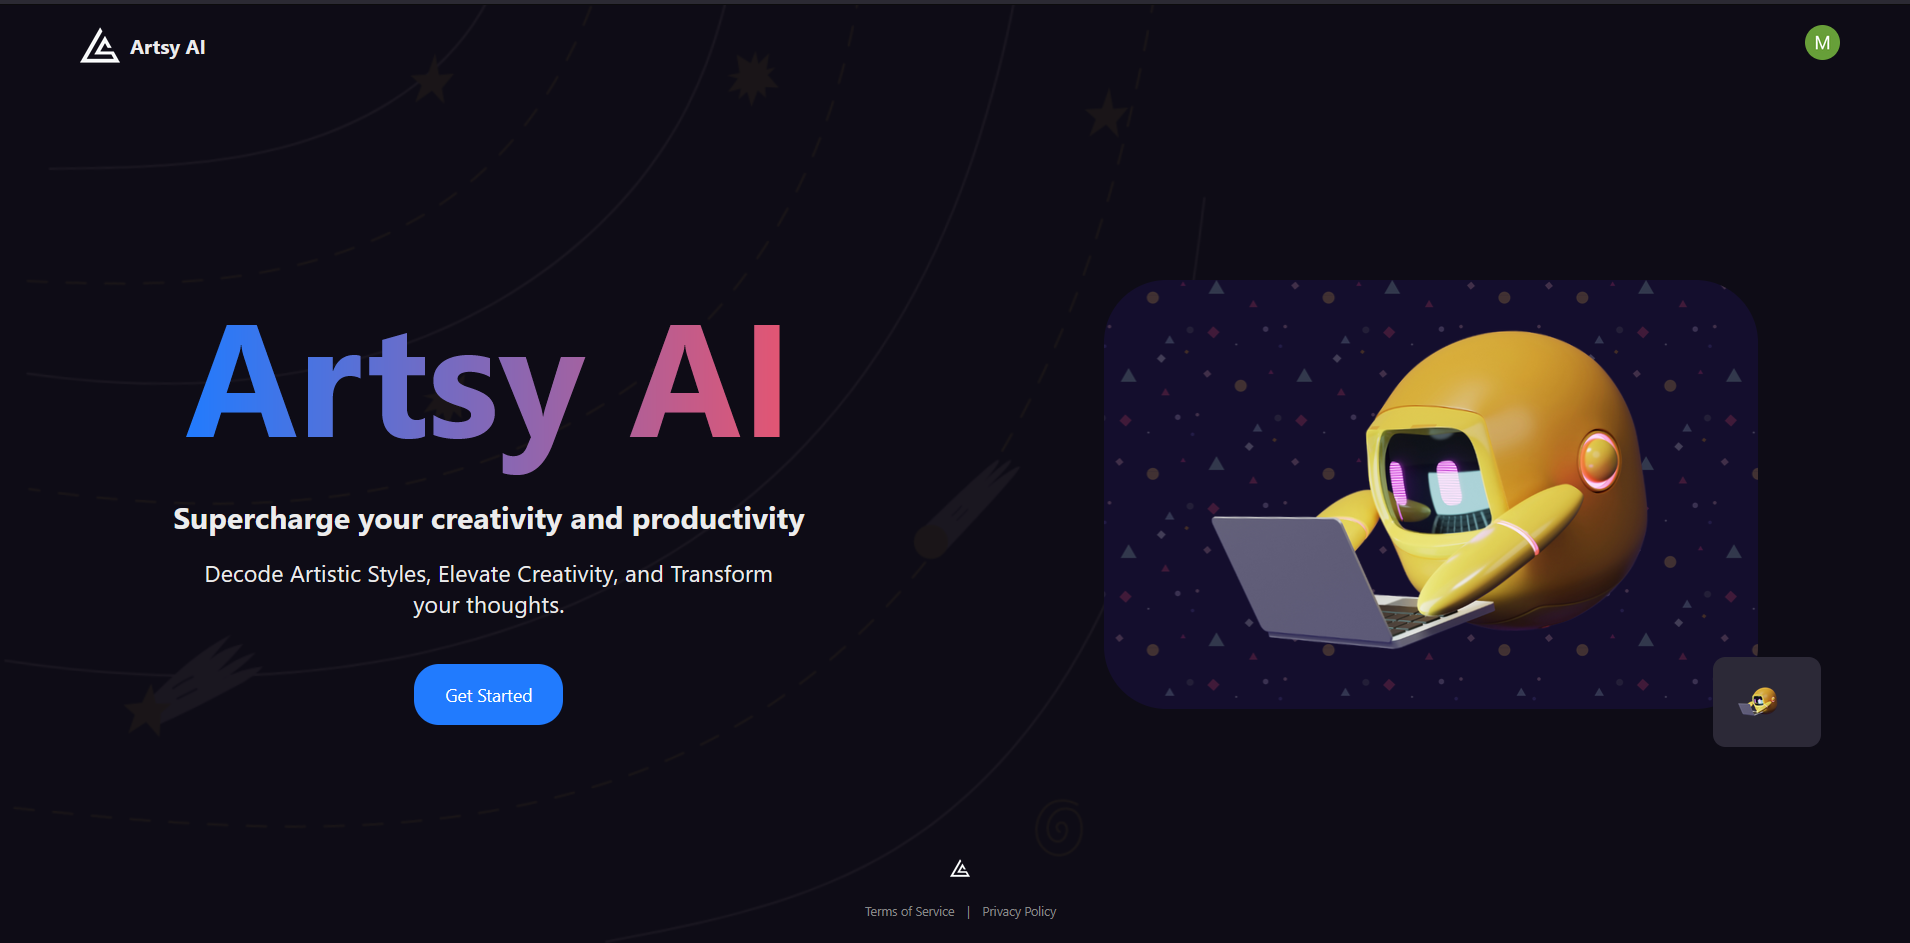 Artsy AI
M
Artsy AI
Supercharge your creativity and productivity
Decode Artistic Styles, Elevate Creativity, and Transform
your thoughts.
Get Started
Terms of Service | Privacy Policy